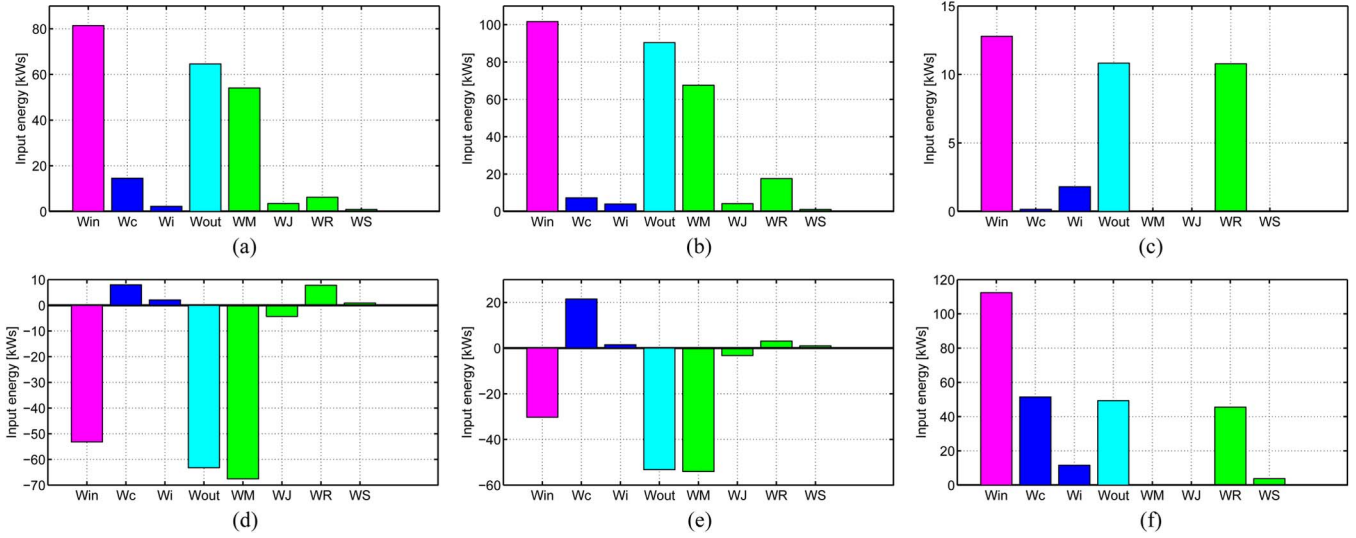 80
60
40
20
0
Input energy [kWs]
Win Wc Wi Wout WM WJ WR WS
(a)
100
80
60
40
20
0
Input energy [kWs]
Win Wc Wi Wout WM WJ WR WS
(b)
15
10
5
0
Input energy [kWs]
Win Wc Wi Wout WM WJ WR WS
(c)
10
0
−10
−20
−30
−40
−50
−60
−70
Input energy [kWs]
Win Wc Wi Wout WM WJ WR WS
(d)
20
0
−20
−40
−60
Input energy [kWs]
Win Wc Wi Wout WM WJ WR WS
(e)
120
100
80
60
40
20
0
Input energy [kWs]
Win Wc Wi Wout WM WJ WR WS
(f)